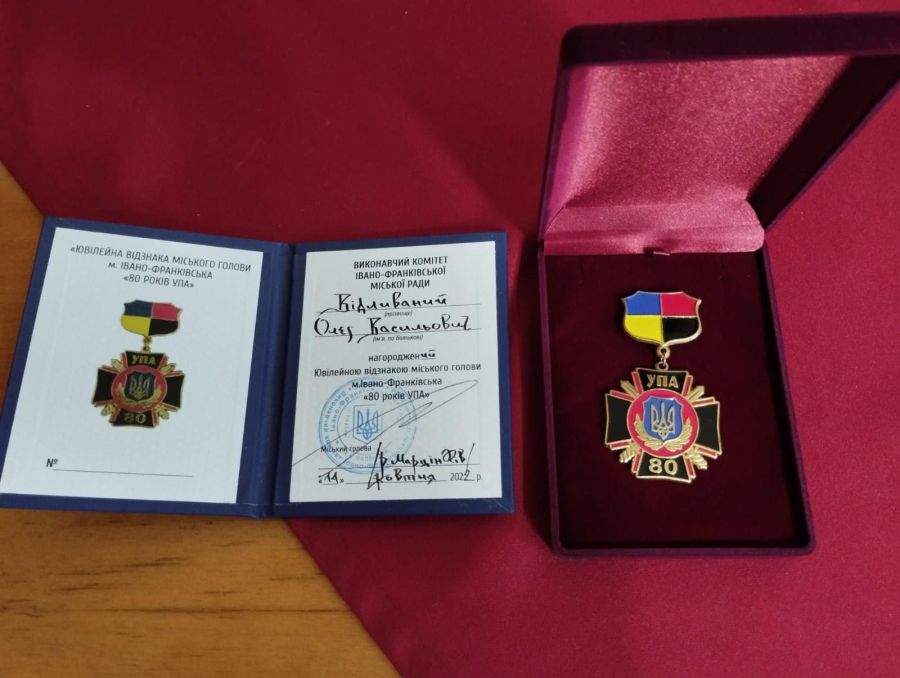 «ЮВІЛЕЙНА ВІДЗНАКА МІСЬКОГО ГОЛОВИ
м. ІВАНО-ФРАНКІВСЬКА
«80 РОКІВ УПА»
УПА
80
№
ВИКОНАВЧИЙ КОМІТЕТ
ІВАНО-ФРАНКІВСЬКОЇ
МІСЬКОЇ РАДИ
Відливаний
(прізвище)
Олег Васильович
(ім'я, по батькові)
нагороджений
Ювілейною відзнакою міського голови
м.Івано-Франківська
«80 років УПА»
Міський голова
Р. Марцінків
«11» жовтня 2022 р.
УПА
80